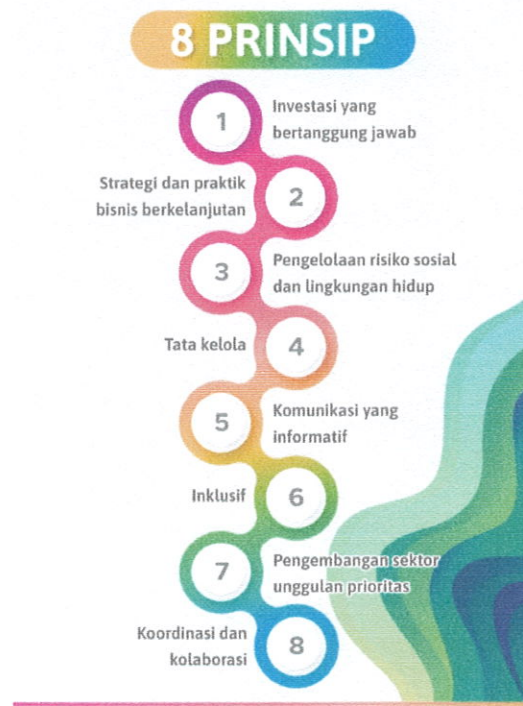 8 PRINSIP
1
Investasi yang
bertanggung jawab
Strategi dan praktik
bisnis berkelanjutan
2
3
Pengelolaan risiko sosial
dan lingkungan hidup
Tata kelola
4
5
Komunikasi yang
informatif
Inklusif
6
7
Pengembangan sektor
unggulan prioritas
Koordinasi dan
kolaborasi
8